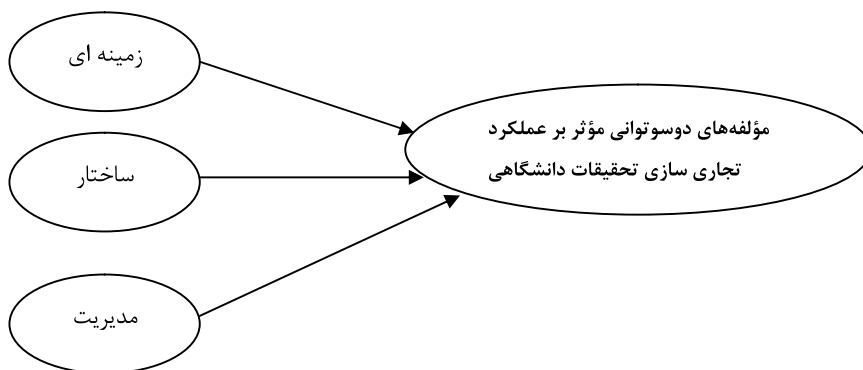 زمینه ای
مؤلفه‌های دوسوتوانی مؤثر بر عملکرد
تجاری سازی تحقیقات دانشگاهی
ساختار
مدیریت